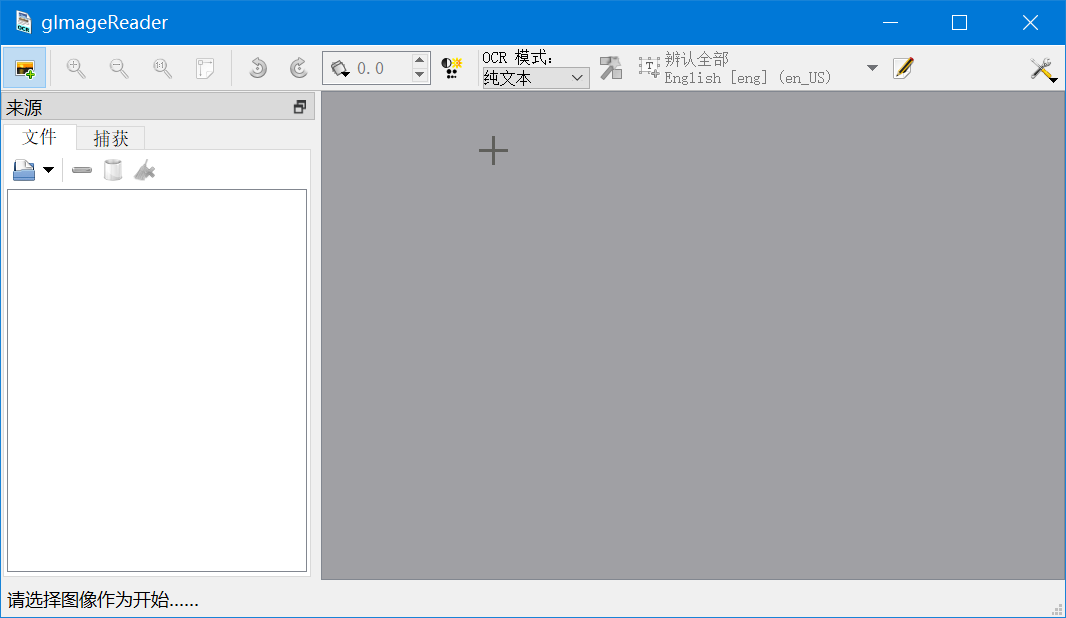 gImageReader
0.0
OCR 模式：
纯文本
辨认全部
English [eng] (en_US)
来源
文件
捕获
请选择图像作为开始......